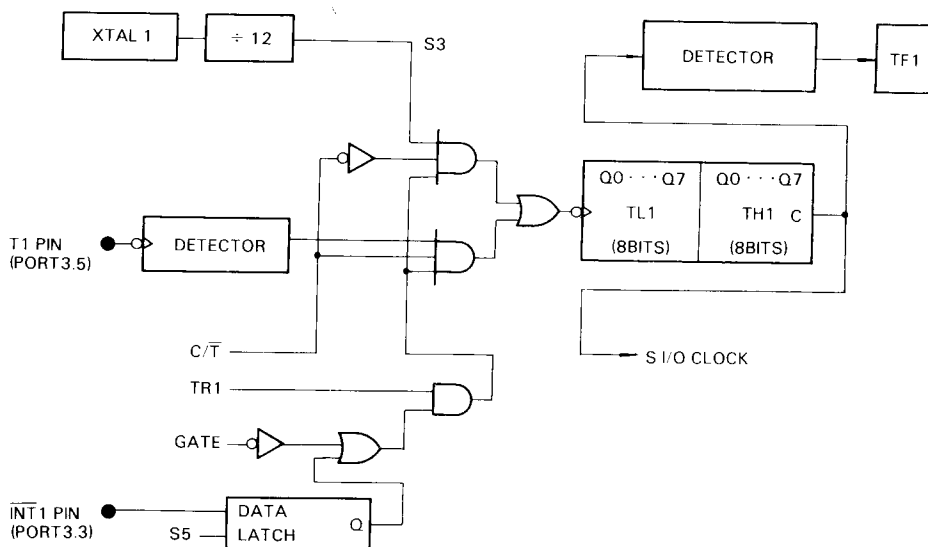 XTAL 1
÷ 12
S3
DETECTOR
TF1
Q0 · · · Q7
Q0 · · · Q7
TL1
TH1
C
(8BITS)
(8BITS)
T1 PIN
(PORT3.5)
DETECTOR
C/T̅
S I/O CLOCK
TR1
GATE
I̅N̅T̅1 PIN
(PORT3.3)
DATA
LATCH
Q
S5